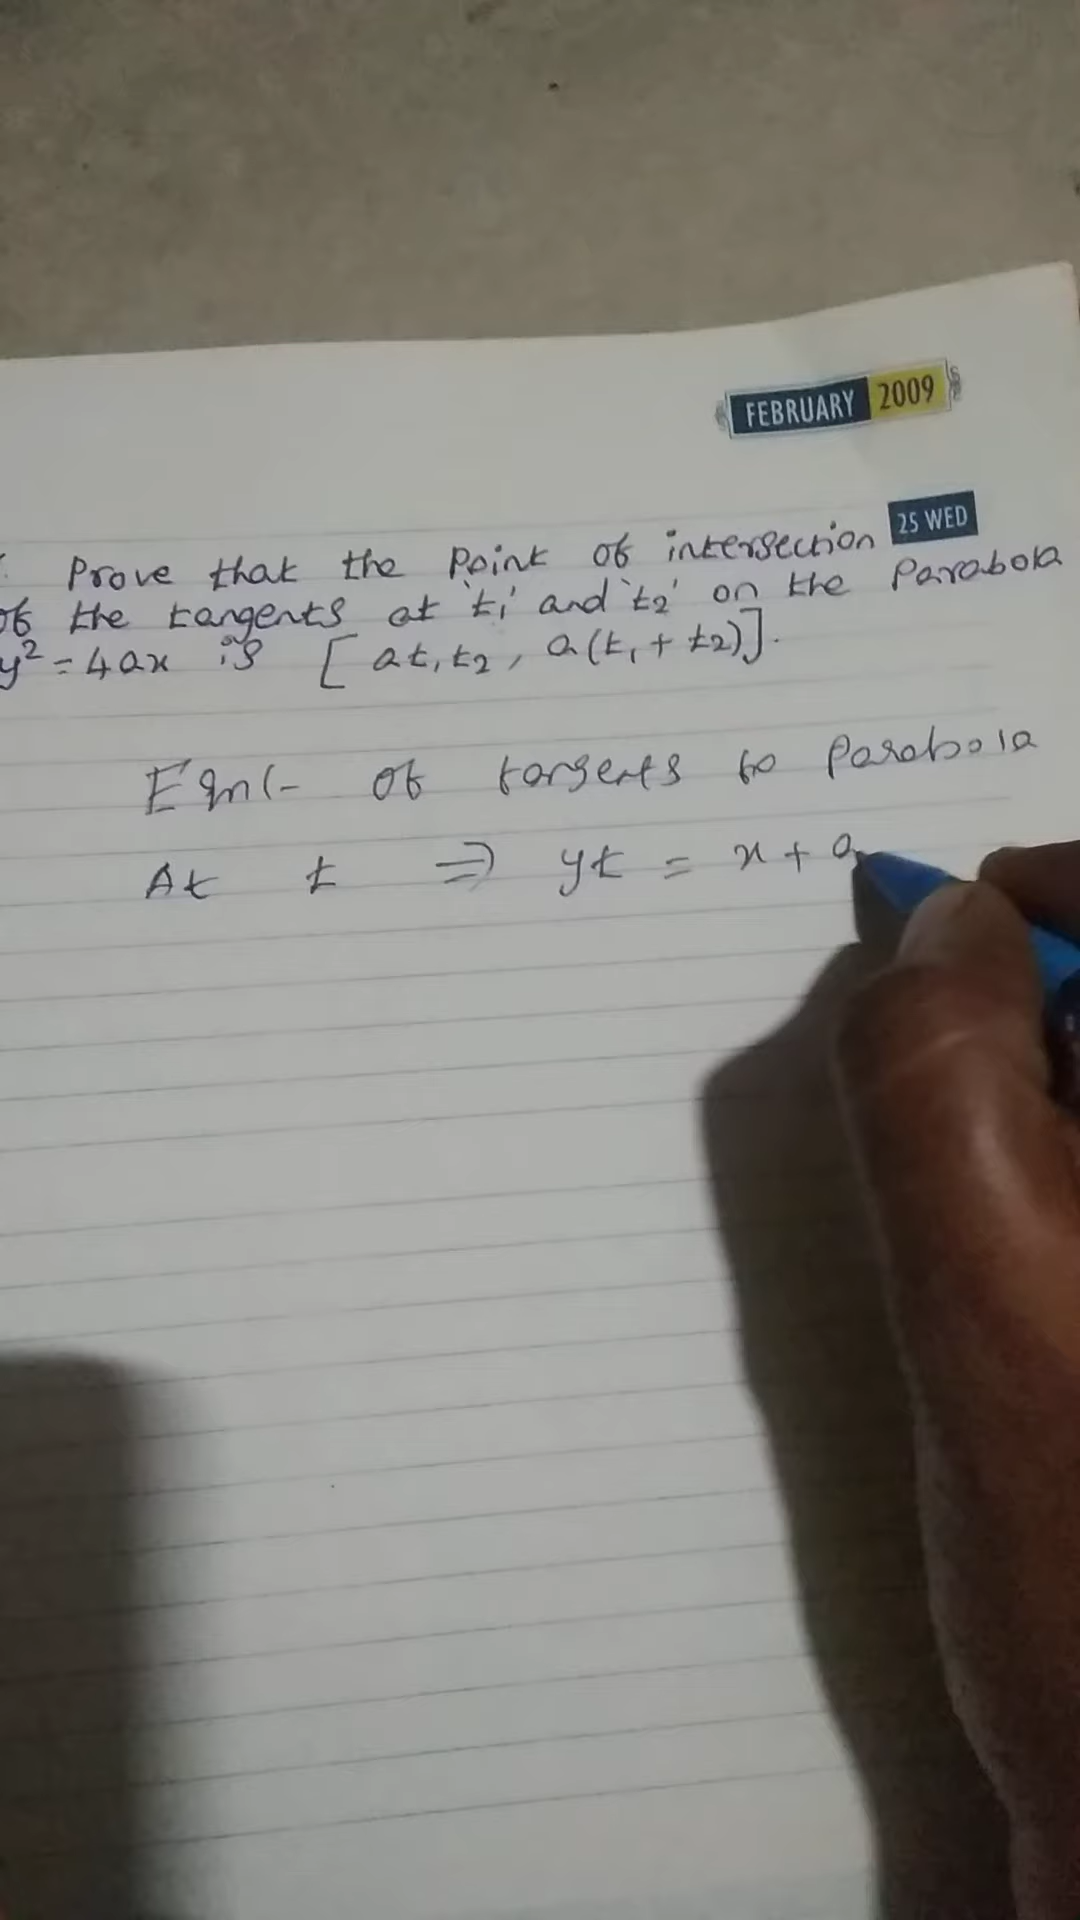 FEBRUARY 2009
25 WED
Prove that the Point of intersection
of the tangents at 't1' and 't2' on the Parabola
y² = 4ax is [at1t2, a(t1 + t2)].
Eqn(- of tangents to Parabola
At t ⇒ yt = x + a